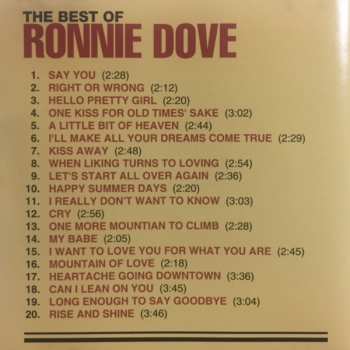 THE BEST OF
RONNIE DOVE
1. SAY YOU (2:28)
2. RIGHT OR WRONG (2:12)
3. HELLO PRETTY GIRL (2:20)
4. ONE KISS FOR OLD TIMES' SAKE (3:02)
5. A LITTLE BIT OF HEAVEN (2:44)
6. I'LL MAKE ALL YOUR DREAMS COME TRUE (2:29)
7. KISS AWAY (2:48)
8. WHEN LIKING TURNS TO LOVING (2:54)
9. LET'S START ALL OVER AGAIN (2:36)
10. HAPPY SUMMER DAYS (2:20)
11. I REALLY DON'T WANT TO KNOW (3:03)
12. CRY (2:56)
13. ONE MORE MOUNTIAN TO CLIMB (2:28)
14. MY BABE (2:05)
15. I WANT TO LOVE YOU FOR WHAT YOU ARE (2:45)
16. MOUNTAIN OF LOVE (2:18)
17. HEARTACHE GOING DOWNTOWN (3:36)
18. CAN I LEAN ON YOU (3:45)
19. LONG ENOUGH TO SAY GOODBYE (3:04)
20. RISE AND SHINE (3:46)